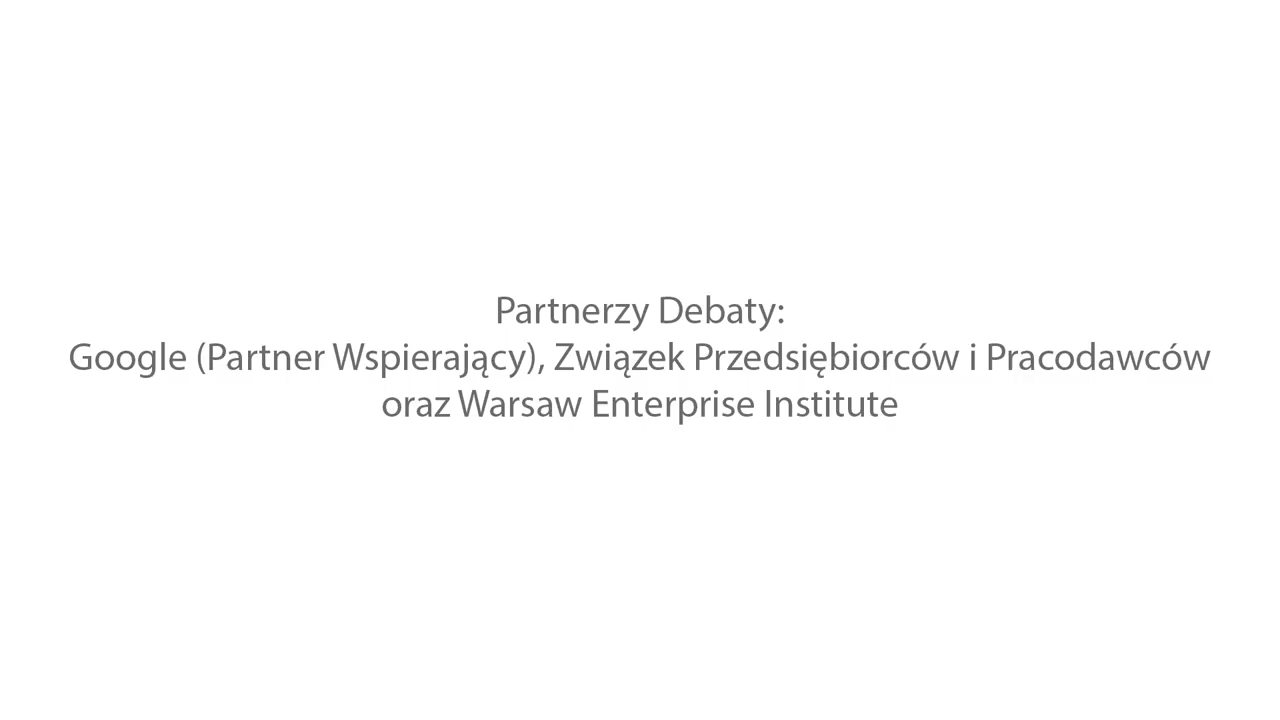 Partnerzy Debaty:
Google (Partner Wspierający), Związek Przedsiębiorców i Pracodawców
oraz Warsaw Enterprise Institute